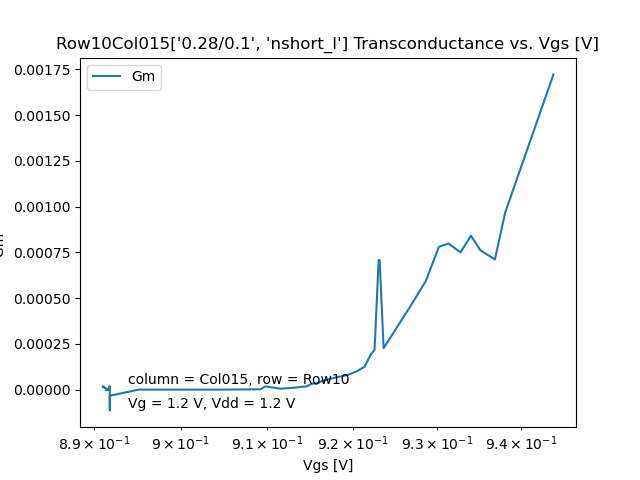 Row10Col015['0.28/0.1', 'nshort_l'] Transconductance vs. Vgs [V]
Gm
0.00175
0.00150
0.00125
0.00100
0.00075
0.00050
0.00025
0.00000
Gm
column = Col015, row = Row10
Vg = 1.2 V, Vdd = 1.2 V
8.9 × 10⁻¹ 9 × 10⁻¹ 9.1 × 10⁻¹ 9.2 × 10⁻¹ 9.3 × 10⁻¹ 9.4 × 10⁻¹
Vgs [V]